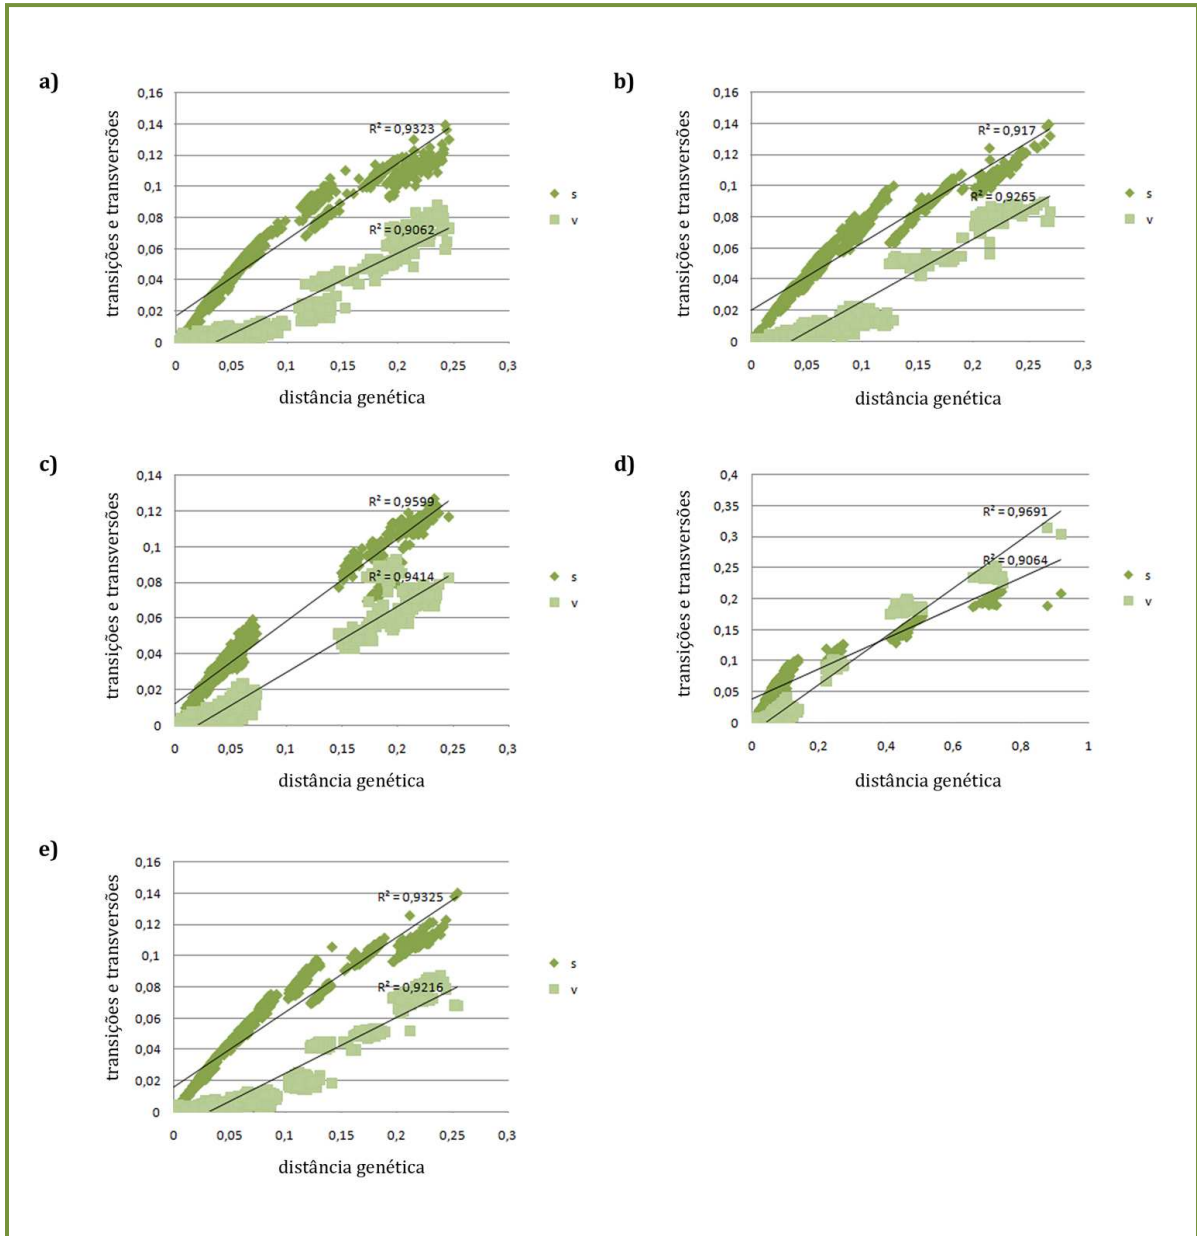 a)
transições e transversões
0,16
0,14
0,12
0,1
0,08
0,06
0,04
0,02
0
R² = 0,9323
R² = 0,9062
s
v
0 0,05 0,1 0,15 0,2 0,25 0,3
distância genética
b)
transições e transversões
0,16
0,14
0,12
0,1
0,08
0,06
0,04
0,02
0
R² = 0,917
R² = 0,9265
s
v
0 0,05 0,1 0,15 0,2 0,25 0,3
distância genética
c)
transições e transversões
0,14
0,12
0,1
0,08
0,06
0,04
0,02
0
R² = 0,9599
R² = 0,9414
s
v
0 0,05 0,1 0,15 0,2 0,25 0,3
distância genética
d)
transições e transversões
0,4
0,35
0,3
0,25
0,2
0,15
0,1
0,05
0
R² = 0,9691
R² = 0,9064
s
v
0 0,2 0,4 0,6 0,8 1
distância genética
e)
transições e transversões
0,16
0,14
0,12
0,1
0,08
0,06
0,04
0,02
0
R² = 0,9325
R² = 0,9216
s
v
0 0,05 0,1 0,15 0,2 0,25 0,3
distância genética